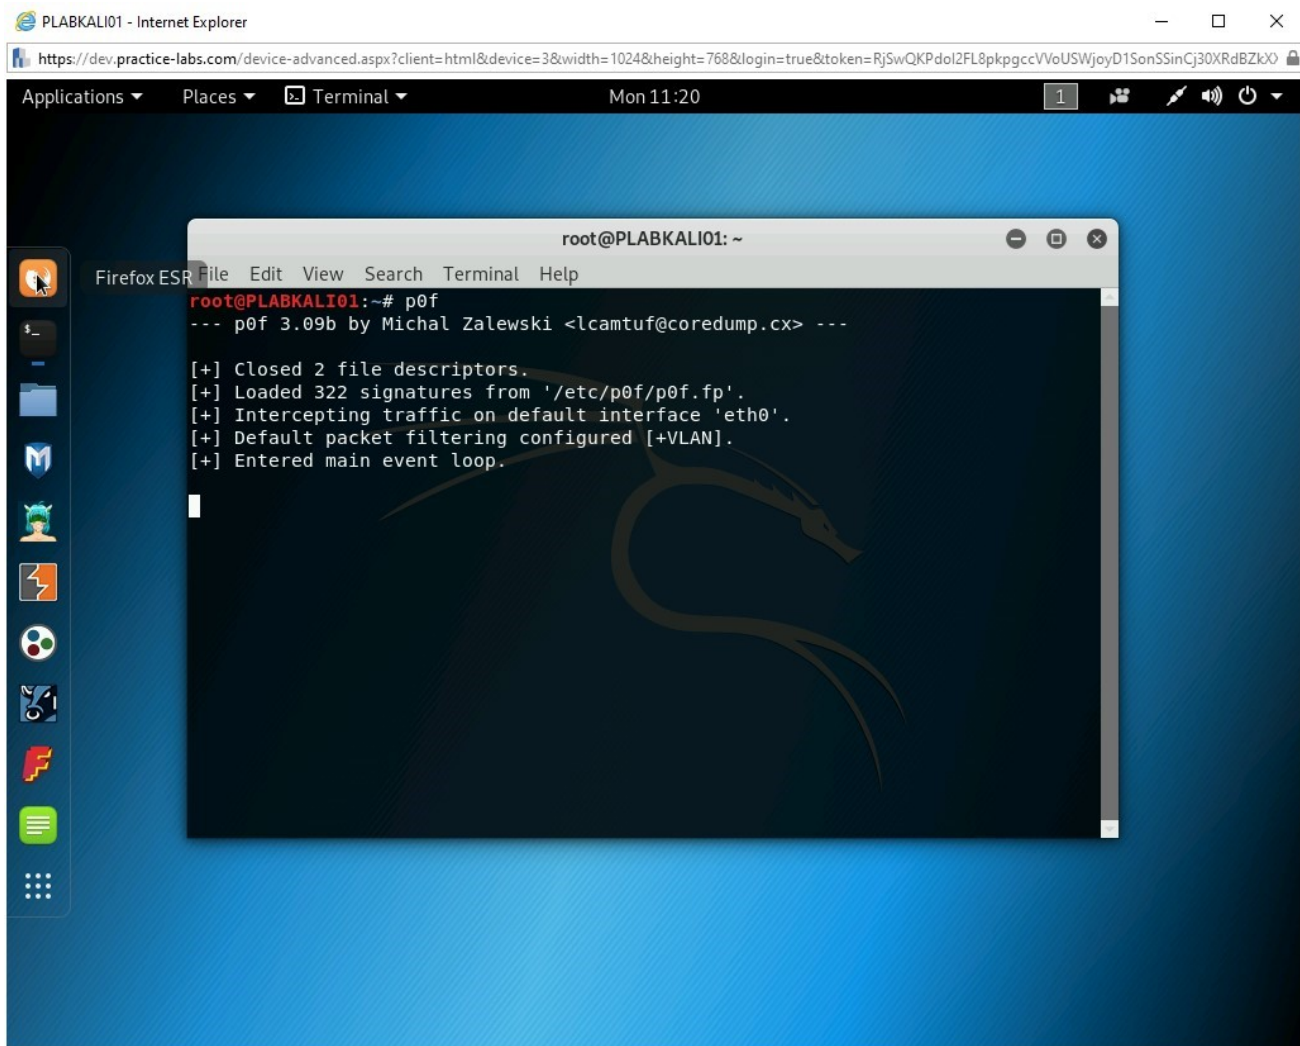 PLABKALI01 - Internet Explorer
https://dev.practice-labs.com/device-advanced.aspx?client=html&device=3&width=1024&height=768&login=true&token=RjSwQKPdoI2FL8pkpgccVVoUSWjoyD1SonSSinCj30XRdBZkX
Applications Places Terminal Mon 11:20 1
root@PLABKALI01: ~
Firefox ESR
File Edit View Search Terminal Help
root@PLABKALI01:~# p0f
--- p0f 3.09b by Michal Zalewski <lcamtuf@coredump.cx> ---
[+] Closed 2 file descriptors.
[+] Loaded 322 signatures from '/etc/p0f/p0f.fp'.
[+] Intercepting traffic on default interface 'eth0'.
[+] Default packet filtering configured [+VLAN].
[+] Entered main event loop.
$_